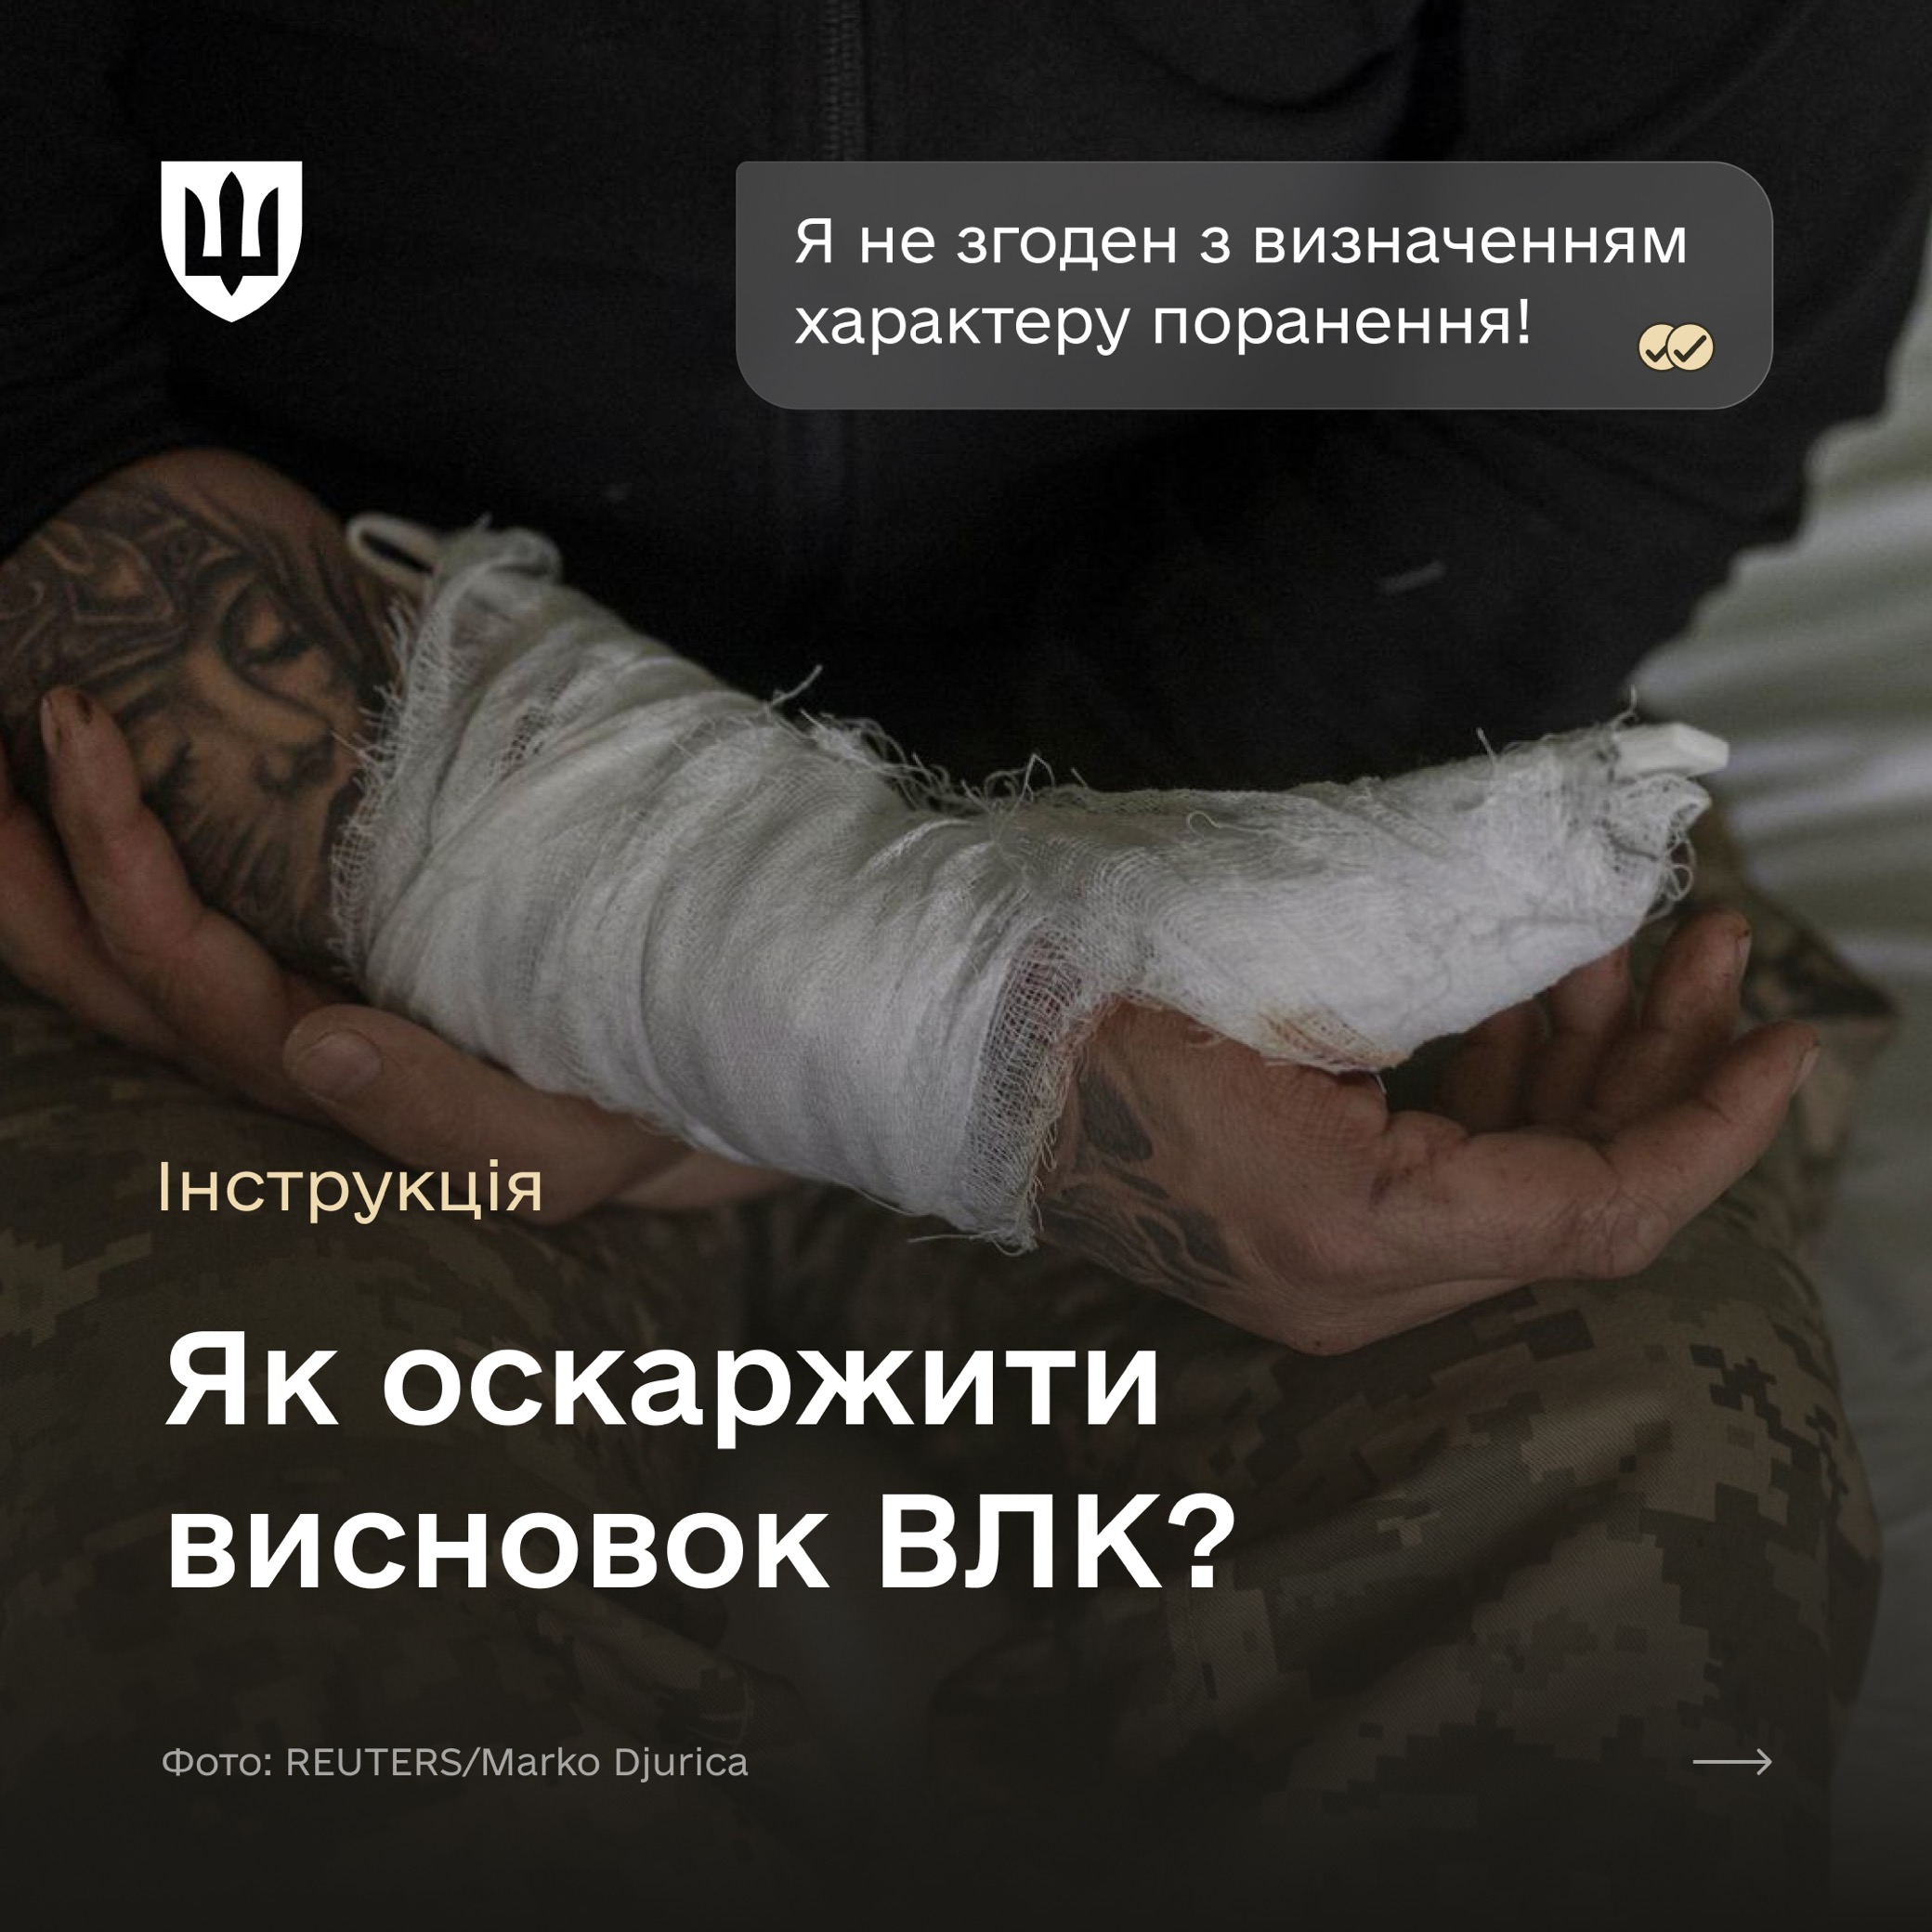 Я не згоден з визначенням
характеру поранення!
Інструкція
Як оскаржити
висновок ВЛК?
Фото: REUTERS/Marko Djurica